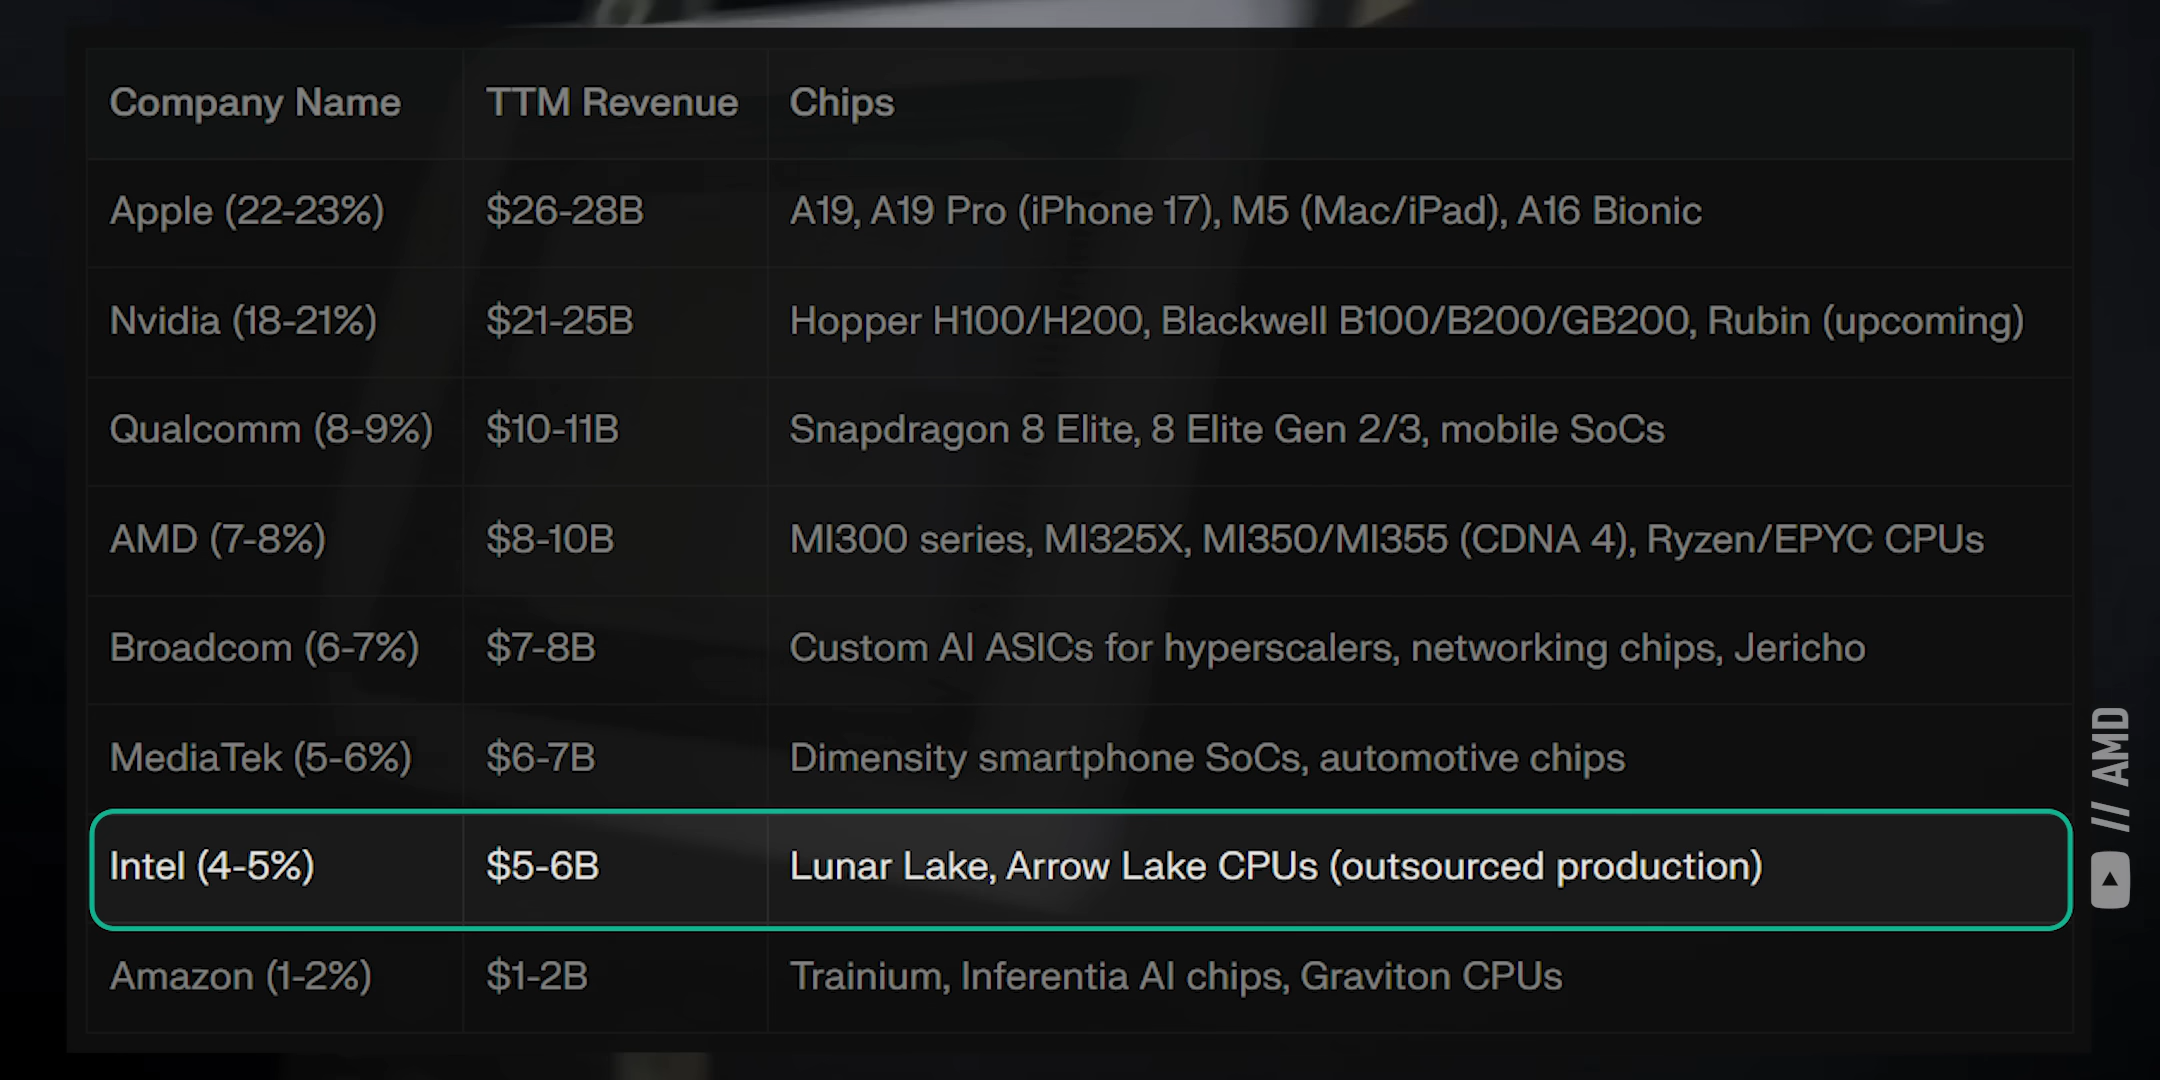 Company Name TTM Revenue Chips
Apple (22-23%) $26-28B A19, A19 Pro (iPhone 17), M5 (Mac/iPad), A16 Bionic
Nvidia (18-21%) $21-25B Hopper H100/H200, Blackwell B100/B200/GB200, Rubin (upcoming)
Qualcomm (8-9%) $10-11B Snapdragon 8 Elite, 8 Elite Gen 2/3, mobile SoCs
AMD (7-8%) $8-10B MI300 series, MI325X, MI350/MI355 (CDNA 4), Ryzen/EPYC CPUs
Broadcom (6-7%) $7-8B Custom AI ASICs for hyperscalers, networking chips, Jericho
MediaTek (5-6%) $6-7B Dimensity smartphone SoCs, automotive chips
Intel (4-5%) $5-6B Lunar Lake, Arrow Lake CPUs (outsourced production)
Amazon (1-2%) $1-2B Trainium, Inferentia AI chips, Graviton CPUs
// AMD